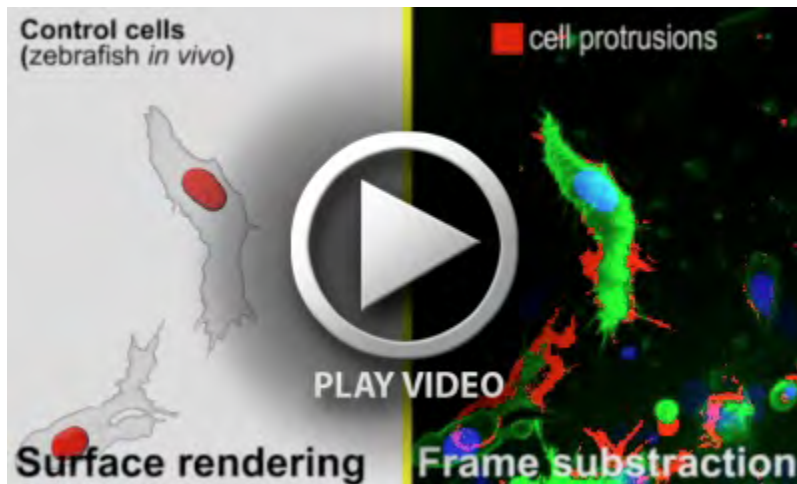 Control cells
(zebrafish in vivo)
cell protrusions
PLAY VIDEO
Surface rendering
Frame substraction